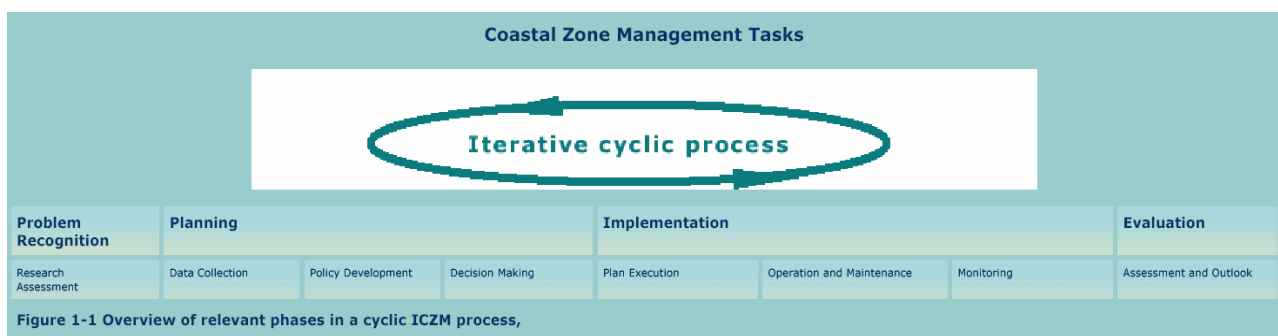 Coastal Zone Management Tasks
Iterative cyclic process
Problem
Recognition
Planning
Implementation
Evaluation
Research
Assessment
Data Collection
Policy Development
Decision Making
Plan Execution
Operation and Maintenance
Monitoring
Assessment and Outlook
Figure 1-1 Overview of relevant phases in a cyclic ICZM process,